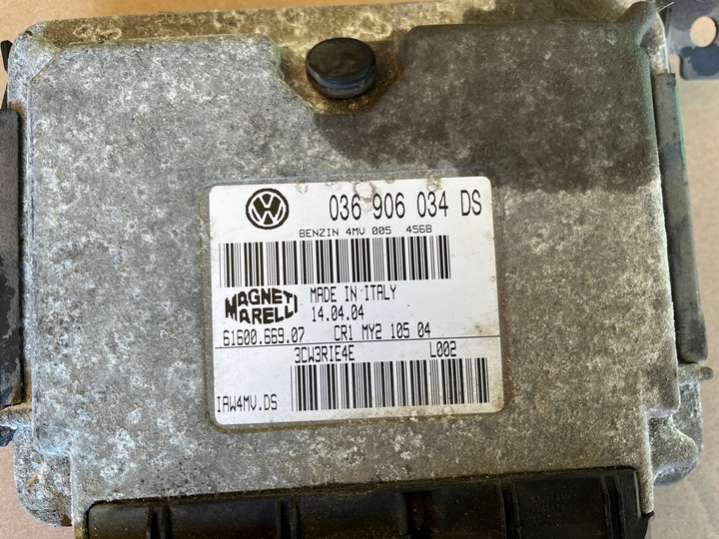 036 906 034 DS
BENZIN 4MV 005 4568
MAGNETI MARELLI
MADE IN ITALY
14.04.04
61600.669.07 CR1 MY2 105 04
3CW3RIE4E L002
IAW4MV.DS